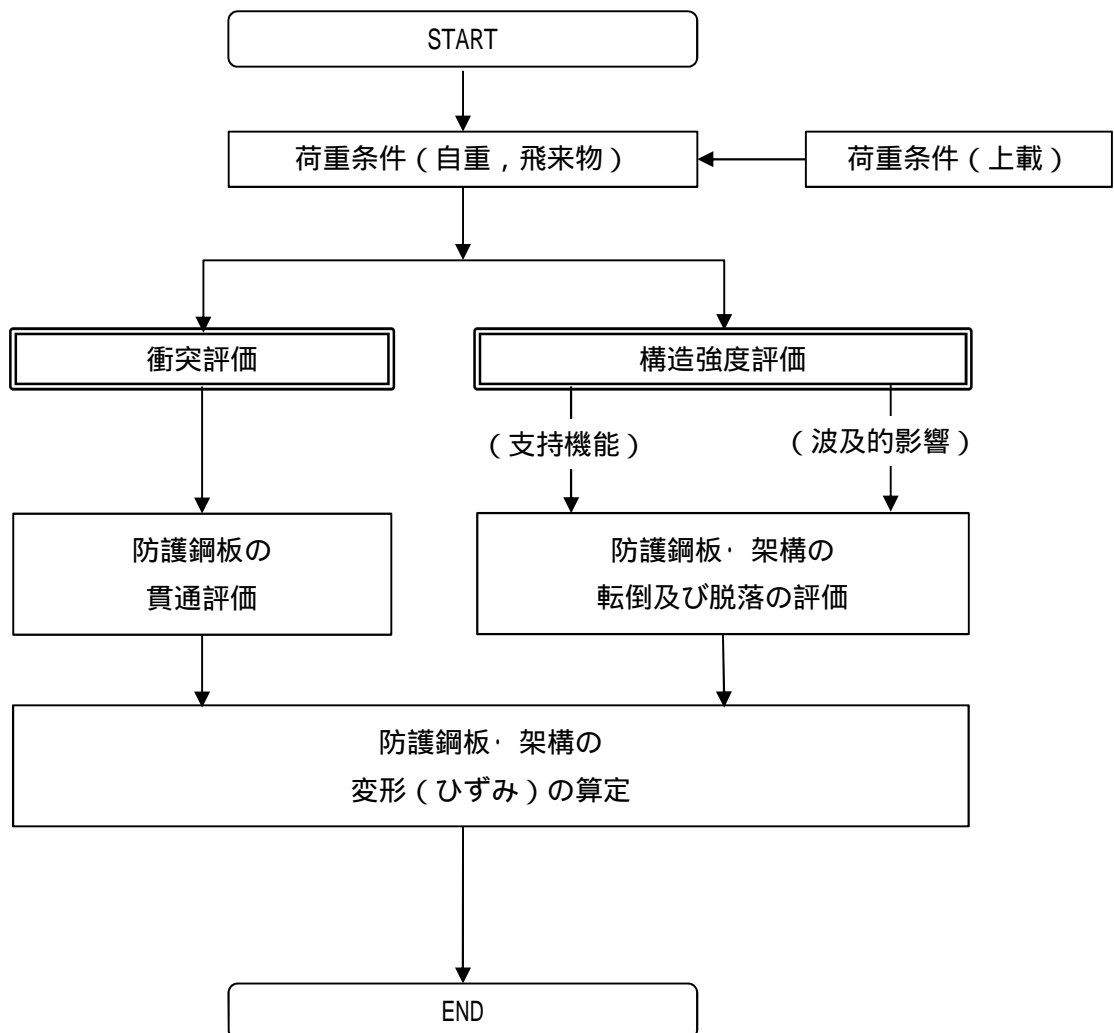 START
荷重条件（自重，飛来物）
荷重条件（上載）
衝突評価
構造強度評価
（支持機能）
（波及的影響）
防護鋼板の
貫通評価
防護鋼板・架構の
転倒及び脱落の評価
防護鋼板・架構の
変形（ひずみ）の算定
END